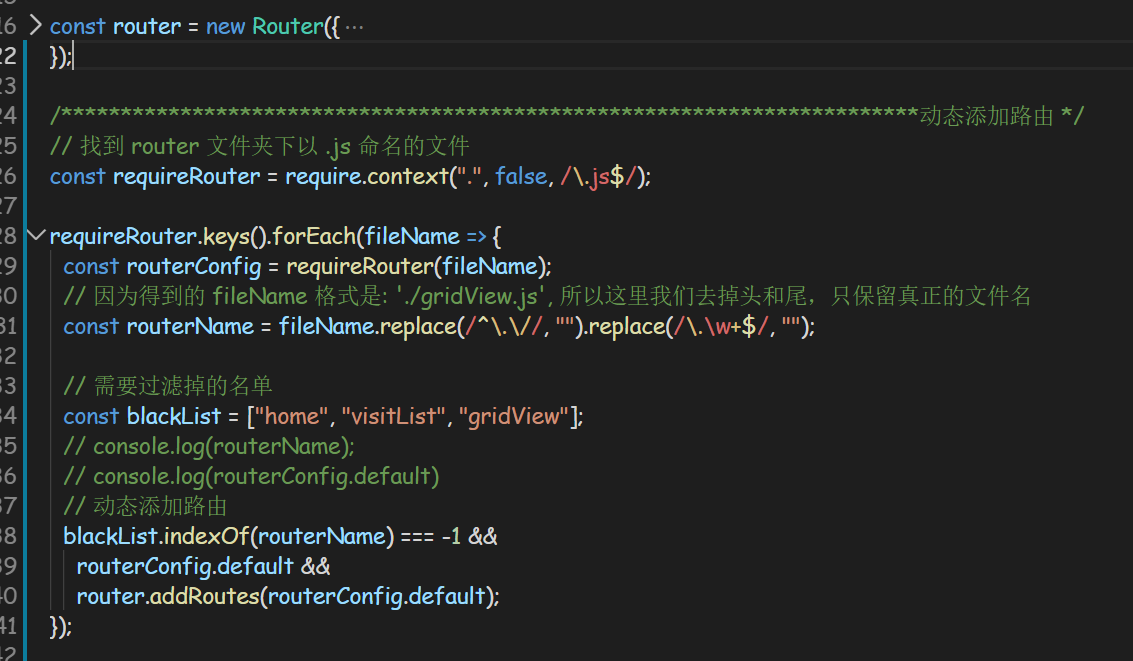 16 const router = new Router({ ...
22 });
23
24 /************************************************************************动态添加路由 */
25 // 找到 router 文件夹下以 .js 命名的文件
26 const requireRouter = require.context(".", false, /\.js$/);
27
28 requireRouter.keys().forEach(fileName => {
29 const routerConfig = requireRouter(fileName);
30 // 因为得到的 fileName 格式是: './gridView.js', 所以这里我们去掉头和尾，只保留真正的文件名
31 const routerName = fileName.replace(/^\.\//, "").replace(/\.\w+$/, "");
32
33 // 需要过滤掉的名单
34 const blackList = ["home", "visitList", "gridView"];
35 // console.log(routerName);
36 // console.log(routerConfig.default)
37 // 动态添加路由
38 blackList.indexOf(routerName) === -1 &&
39 routerConfig.default &&
40 router.addRoutes(routerConfig.default);
41 });
42